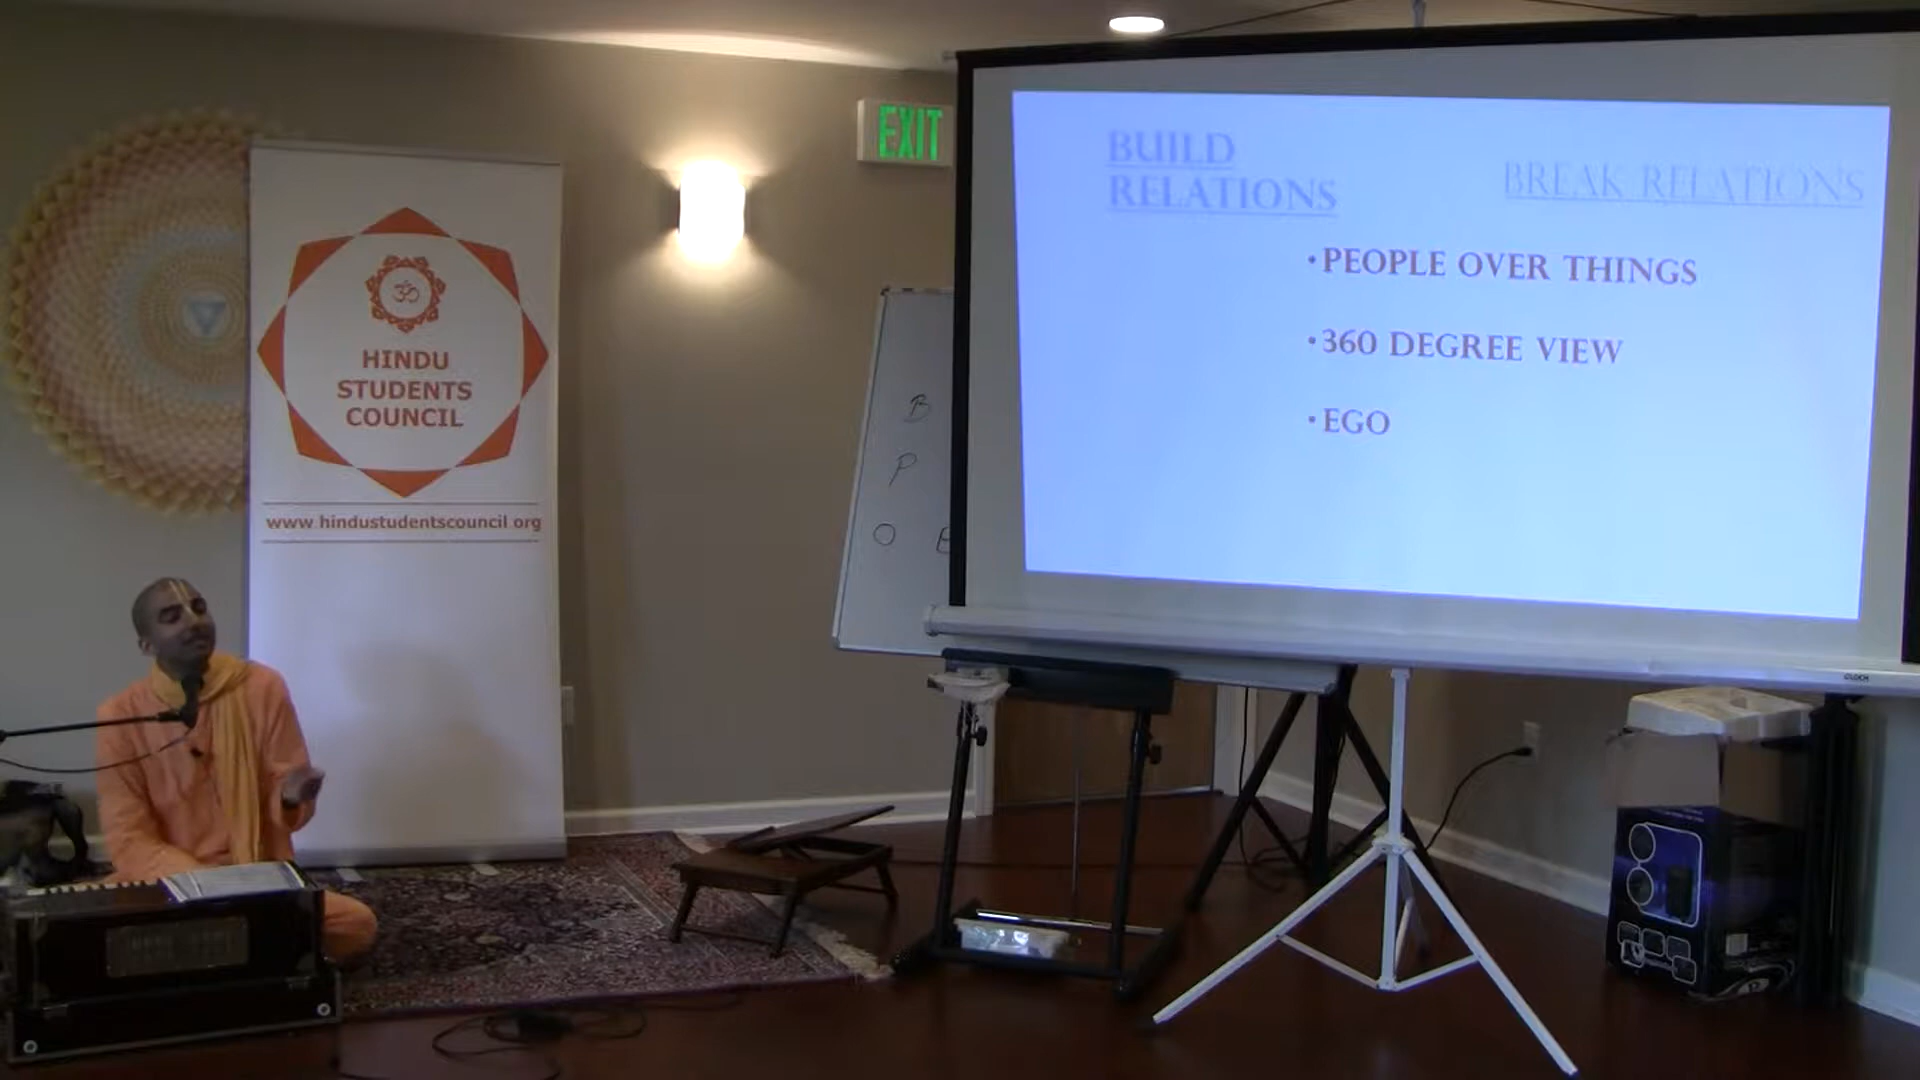 HINDU
STUDENTS
COUNCIL
www.hindustudentscouncil.org
EXIT
B
P
O E
BUILD
RELATIONS
BREAK RELATIONS
• PEOPLE OVER THINGS
• 360 DEGREE VIEW
• EGO